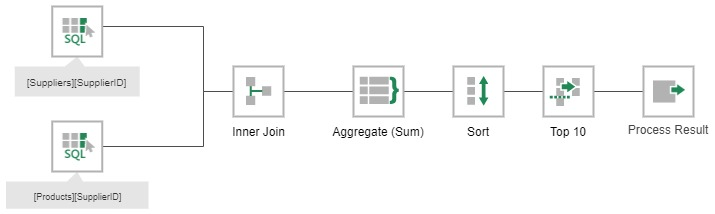 SQL
[Suppliers][SupplierID]
SQL
[Products][SupplierID]
Inner Join
Aggregate (Sum)
Sort
Top 10
Process Result